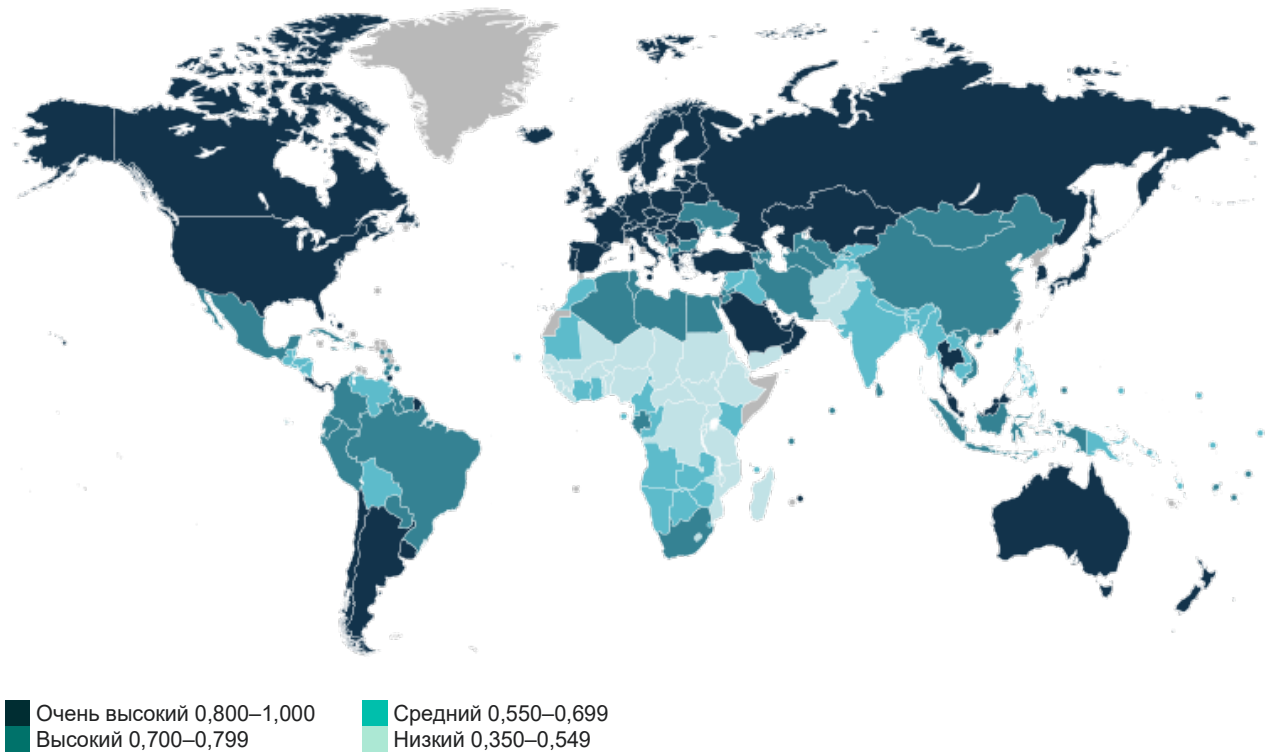 Очень высокий 0,800–1,000
Высокий 0,700–0,799
Средний 0,550–0,699
Низкий 0,350–0,549